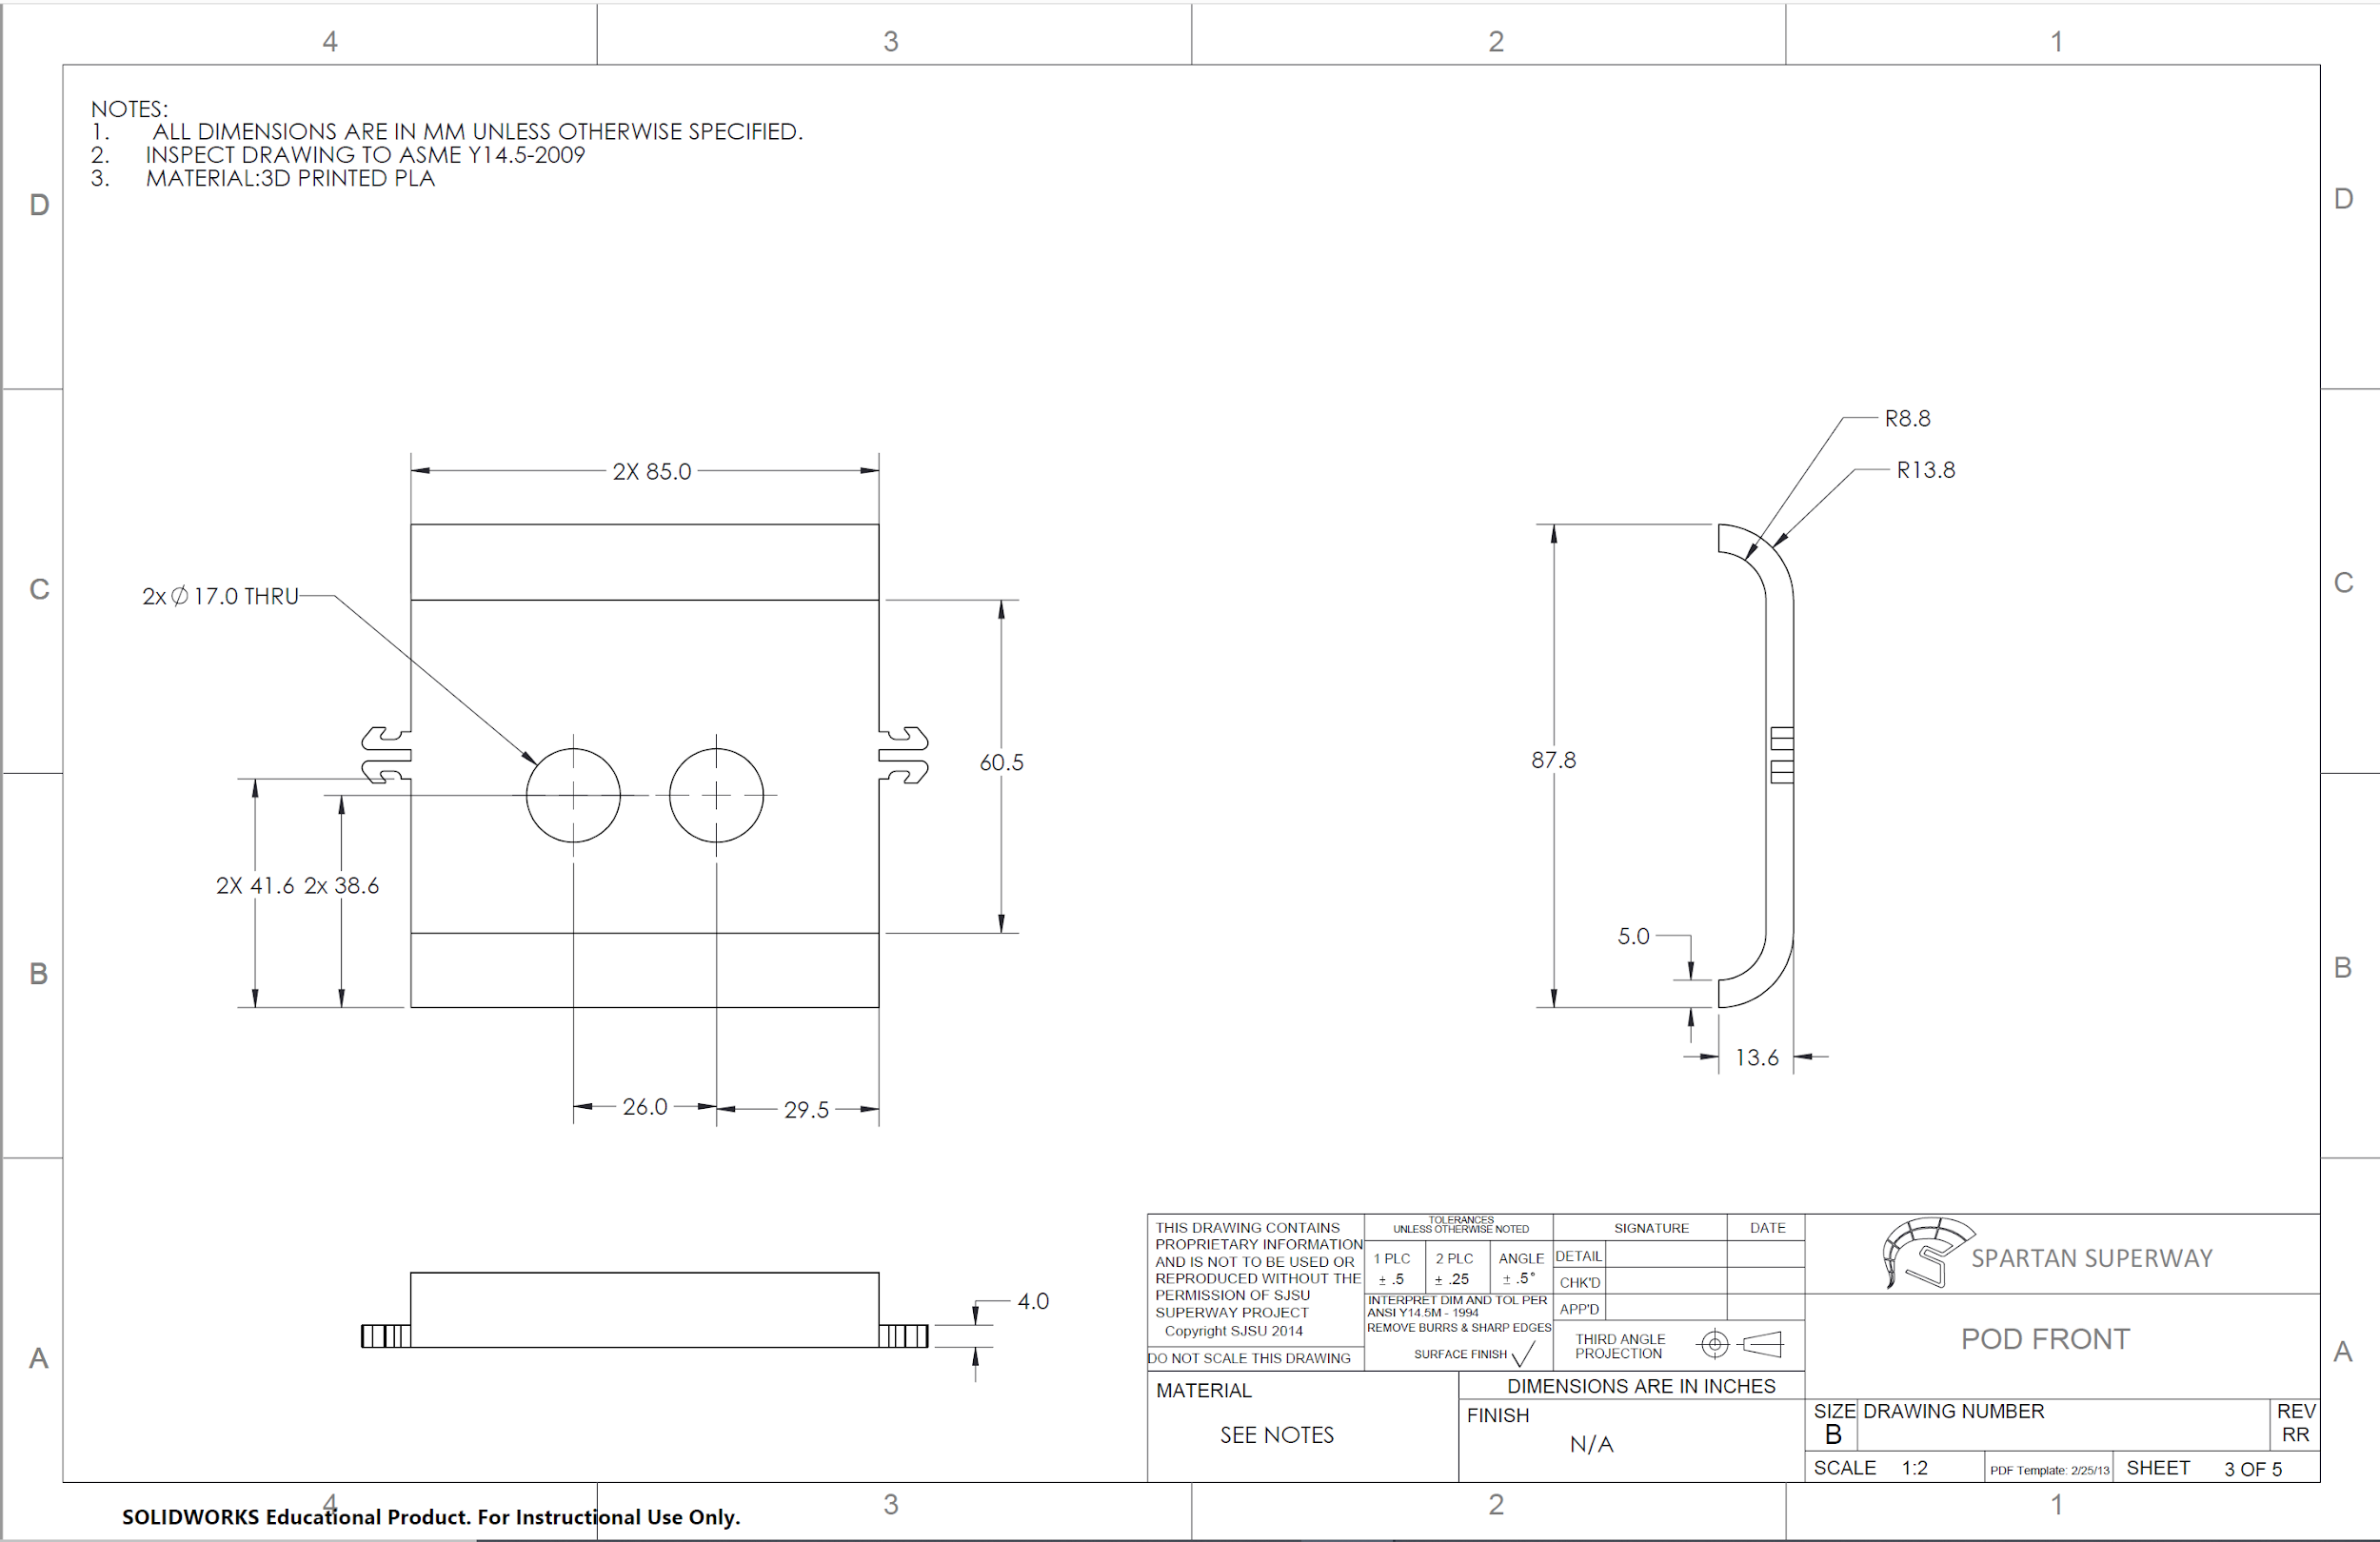 4 3 2 1
NOTES:
1. ALL DIMENSIONS ARE IN MM UNLESS OTHERWISE SPECIFIED.
2. INSPECT DRAWING TO ASME Y14.5-2009
3. MATERIAL:3D PRINTED PLA
D D
R8.8
R13.8
2X 85.0
C C
2x ∅ 17.0 THRU
60.5
87.8
2X 41.6 2x 38.6
5.0
B B
13.6
26.0 29.5
4.0
A A
THIS DRAWING CONTAINS
PROPRIETARY INFORMATION
AND IS NOT TO BE USED OR
REPRODUCED WITHOUT THE
PERMISSION OF SJSU
SUPERWAY PROJECT
Copyright SJSU 2014
DO NOT SCALE THIS DRAWING
TOLERANCES
UNLESS OTHERWISE NOTED
1 PLC 2 PLC ANGLE
± .5 ± .25 ± .5°
INTERPRET DIM AND TOL PER
ANSI Y14.5M - 1994
REMOVE BURRS & SHARP EDGES
SURFACE FINISH
SIGNATURE DATE
DETAIL
CHK'D
APP'D
THIRD ANGLE
PROJECTION
SPARTAN SUPERWAY
POD FRONT
MATERIAL
SEE NOTES
DIMENSIONS ARE IN INCHES
FINISH
N/A
SIZE DRAWING NUMBER REV
B RR
SCALE 1:2 PDF Template: 2/25/13 SHEET 3 OF 5
4 3 2 1
SOLIDWORKS Educational Product. For Instructional Use Only.